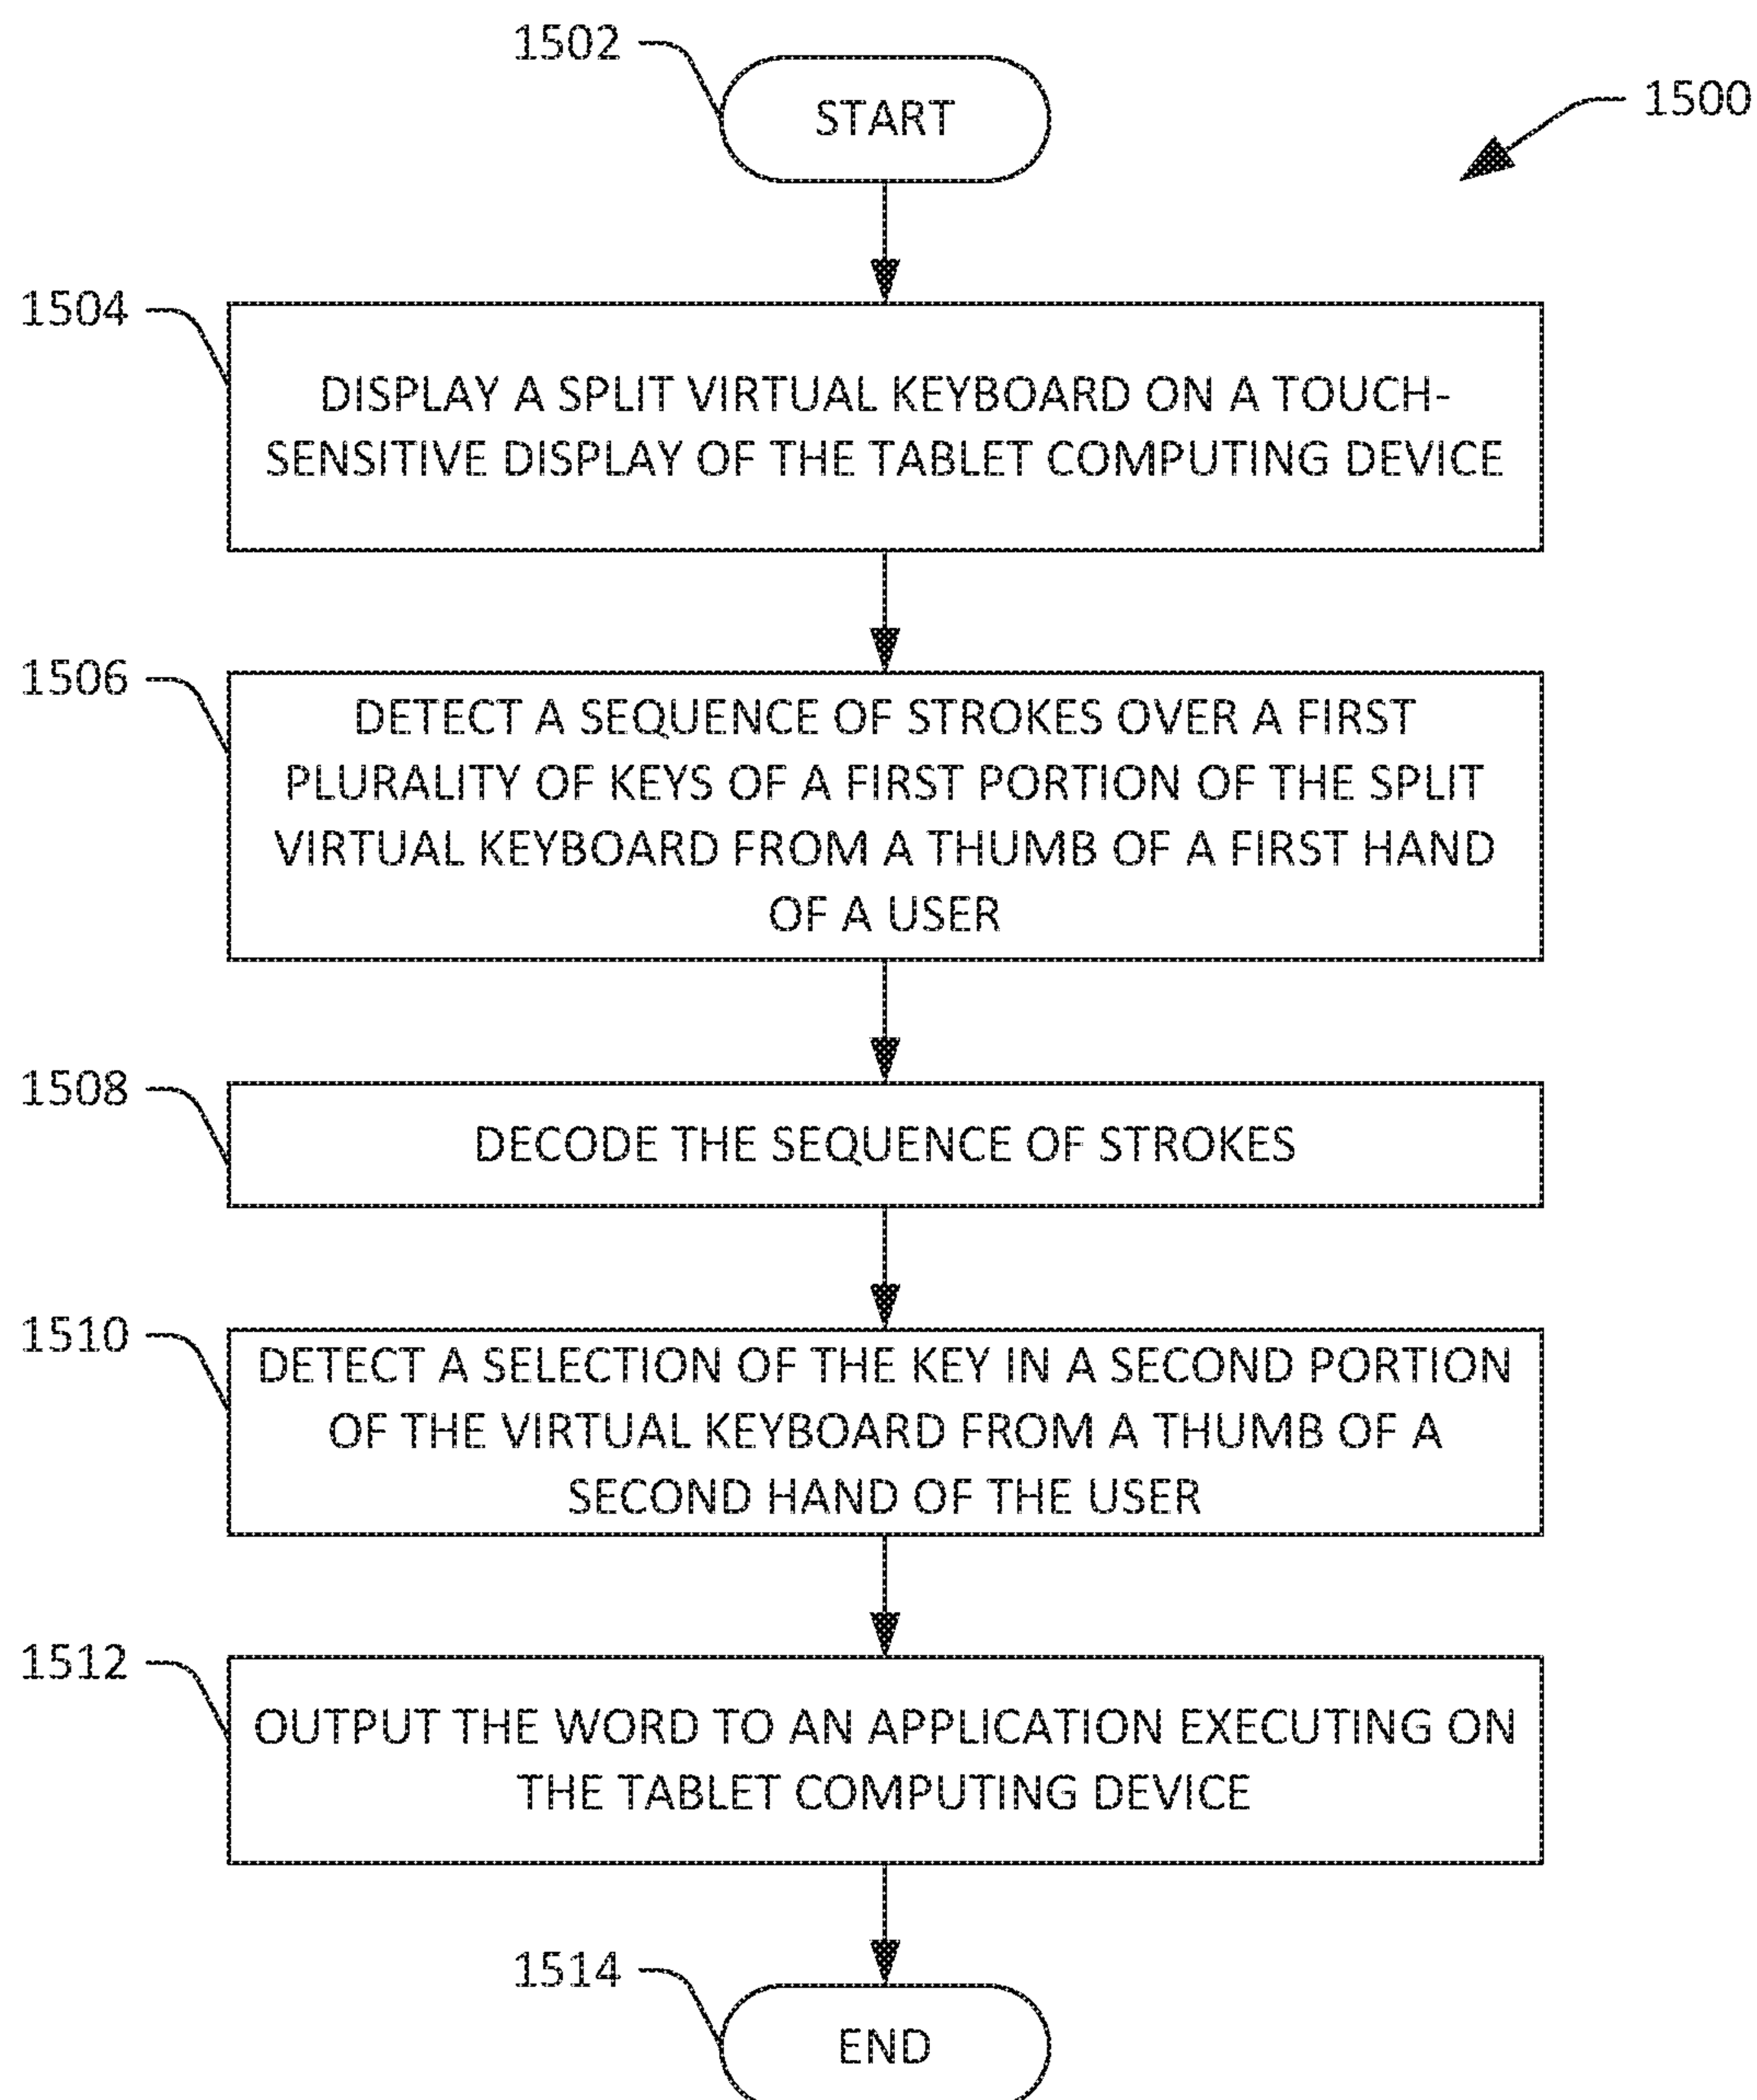 1502
START
1500
1504
DISPLAY A SPLIT VIRTUAL KEYBOARD ON A TOUCH-
SENSITIVE DISPLAY OF THE TABLET COMPUTING DEVICE
1506
DETECT A SEQUENCE OF STROKES OVER A FIRST
PLURALITY OF KEYS OF A FIRST PORTION OF THE SPLIT
VIRTUAL KEYBOARD FROM A THUMB OF A FIRST HAND
OF A USER
1508
DECODE THE SEQUENCE OF STROKES
1510
DETECT A SELECTION OF THE KEY IN A SECOND PORTION
OF THE VIRTUAL KEYBOARD FROM A THUMB OF A
SECOND HAND OF THE USER
1512
OUTPUT THE WORD TO AN APPLICATION EXECUTING ON
THE TABLET COMPUTING DEVICE
1514
END